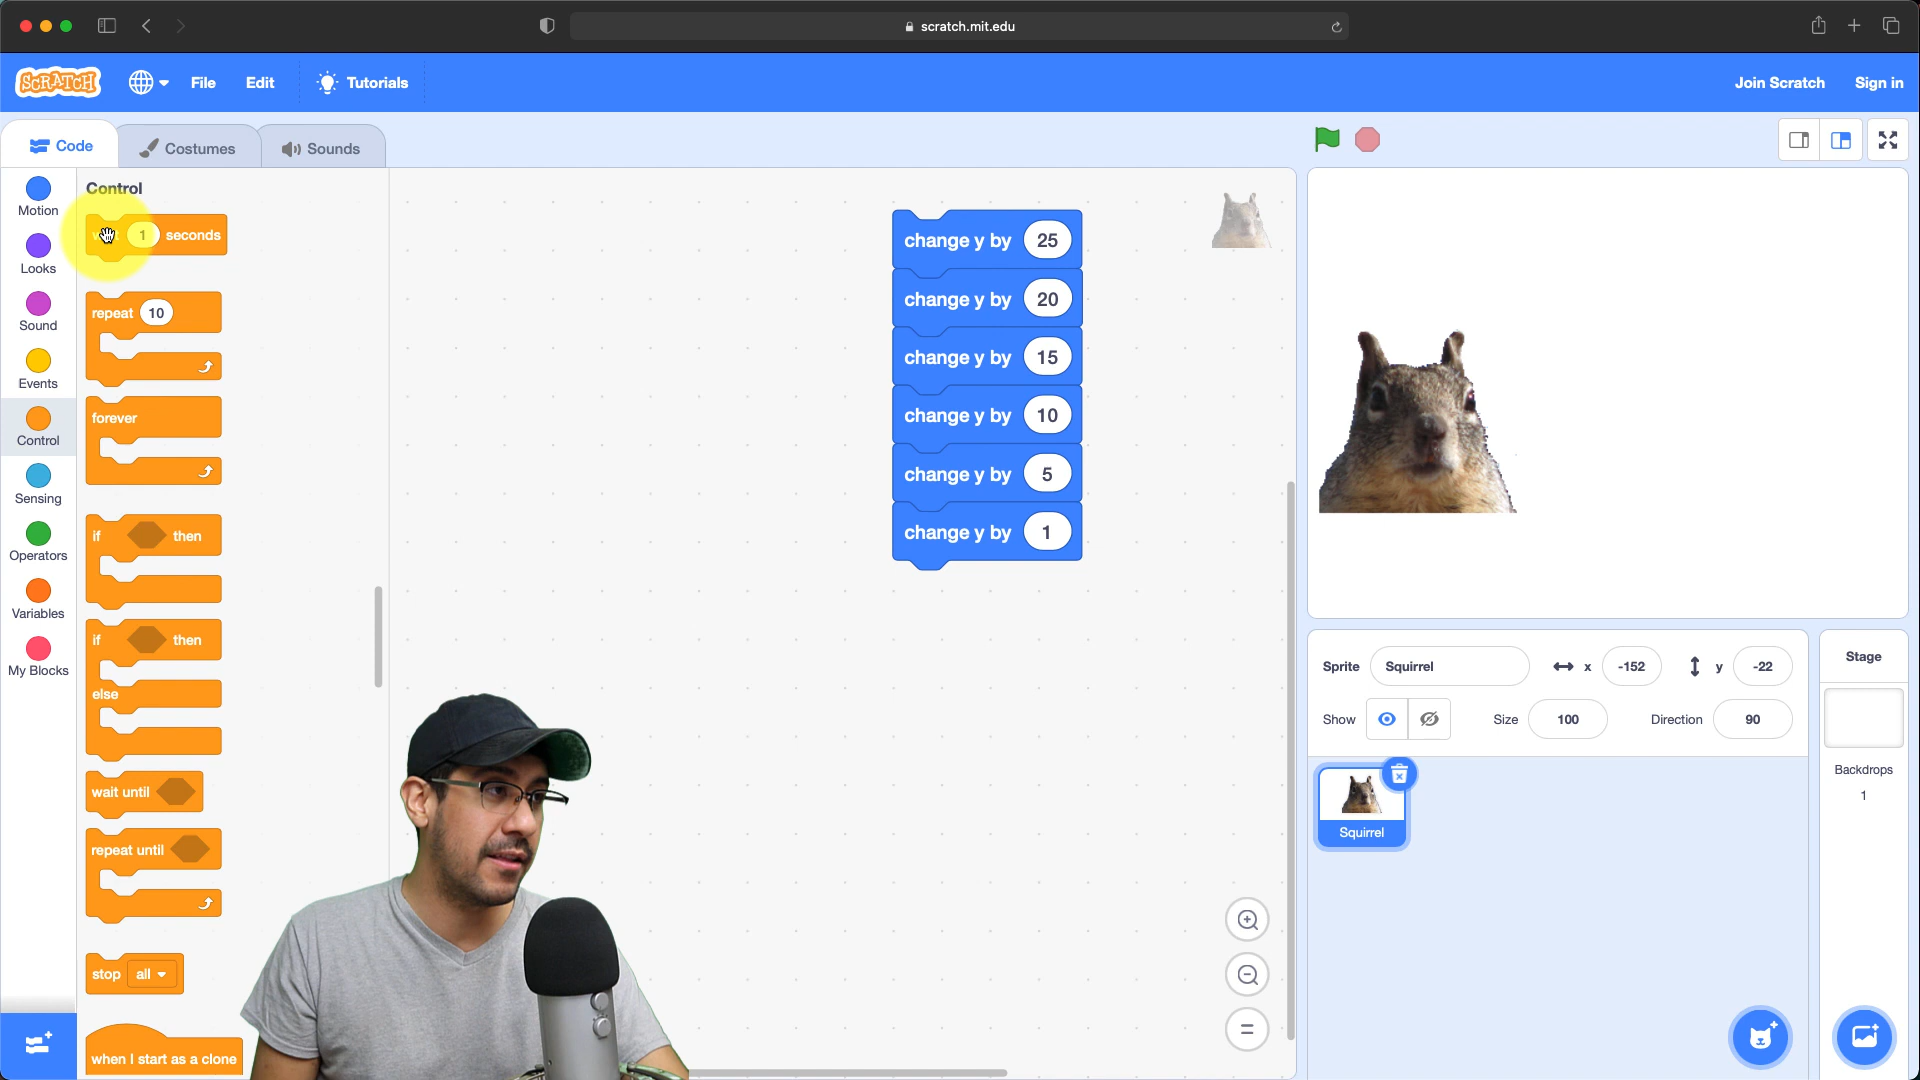 scratch.mit.edu
SCRATCH File Edit Tutorials Join Scratch Sign in
Code Costumes Sounds
Motion
Looks
Sound
Events
Control
Sensing
Operators
Variables
My Blocks
Control
1 seconds
repeat 10
forever
if then
if then
else
wait until
repeat until
stop all
when I start as a clone
change y by 25
change y by 20
change y by 15
change y by 10
change y by 5
change y by 1
Sprite Squirrel x -152 y -22
Show Size 100 Direction 90
Squirrel
Stage
Backdrops
1